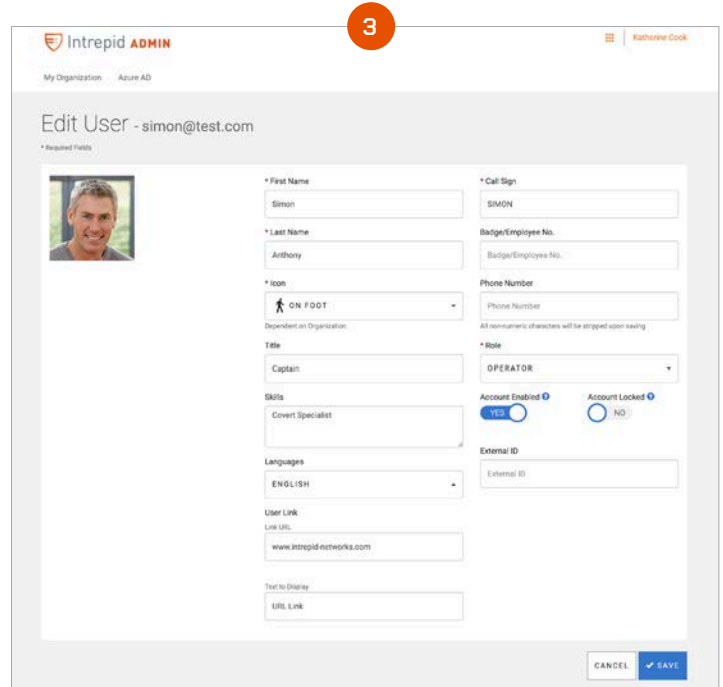 3
Intrepid ADMIN
Katherine Cook
My Organization Azure AD
Edit User - simon@test.com
* Required Fields
* First Name
Simon
* Last Name
Anthony
* Icon
ON FOOT
Dependent on Organization
Title
Captain
Skills
Covert Specialist
Languages
ENGLISH
User Link
Link URL
www.intrepid-networks.com
Text to Display
URL Link
* Call Sign
SIMON
Badge/Employee No.
Badge/Employee No.
Phone Number
Phone Number
All non-numeric characters will be stripped upon saving
* Role
OPERATOR
Account Enabled Account Locked
YES NO
External ID
External ID
CANCEL SAVE